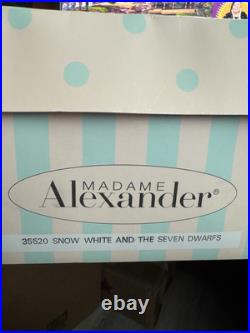 MADAME
Alexander®
35520 SNOW WHITE AND THE SEVEN DWARFS